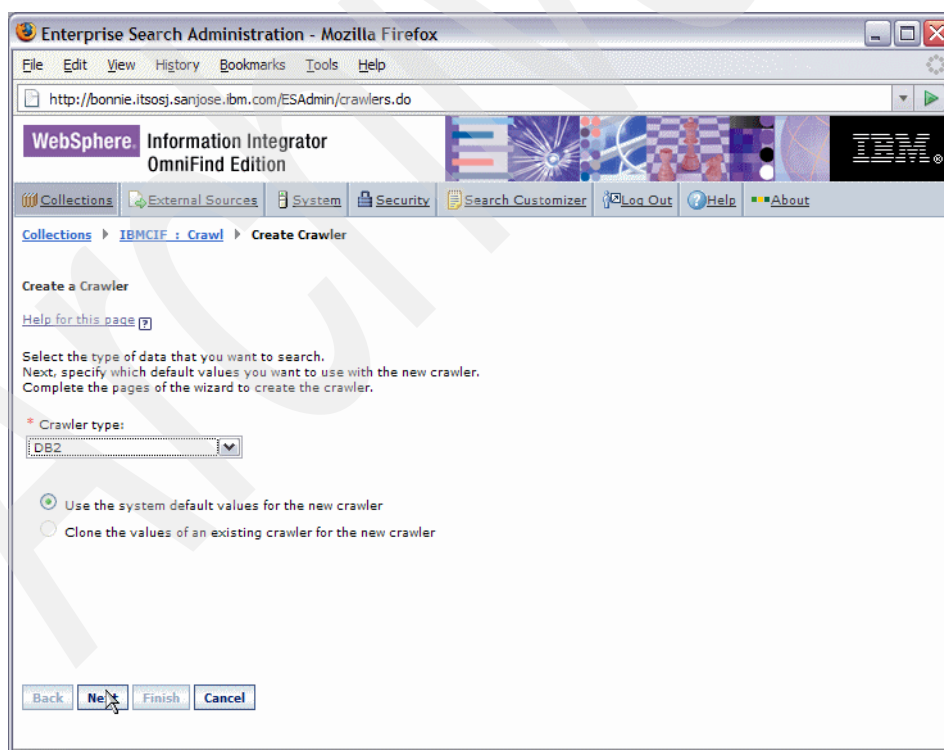 Enterprise Search Administration - Mozilla Firefox
File Edit View History Bookmarks Tools Help
http://bonnie.itsosj.sanjose.ibm.com/ESAdmin/crawlers.do
WebSphere. Information Integrator
OmniFind Edition
IBM®
Collections External Sources System Security Search Customizer Log Out Help About
Collections IBMCIF : Crawl Create Crawler
Create a Crawler
Help for this page ?
Select the type of data that you want to search.
Next, specify which default values you want to use with the new crawler.
Complete the pages of the wizard to create the crawler.
* Crawler type:
DB2
Use the system default values for the new crawler
Clone the values of an existing crawler for the new crawler
Back Next Finish Cancel